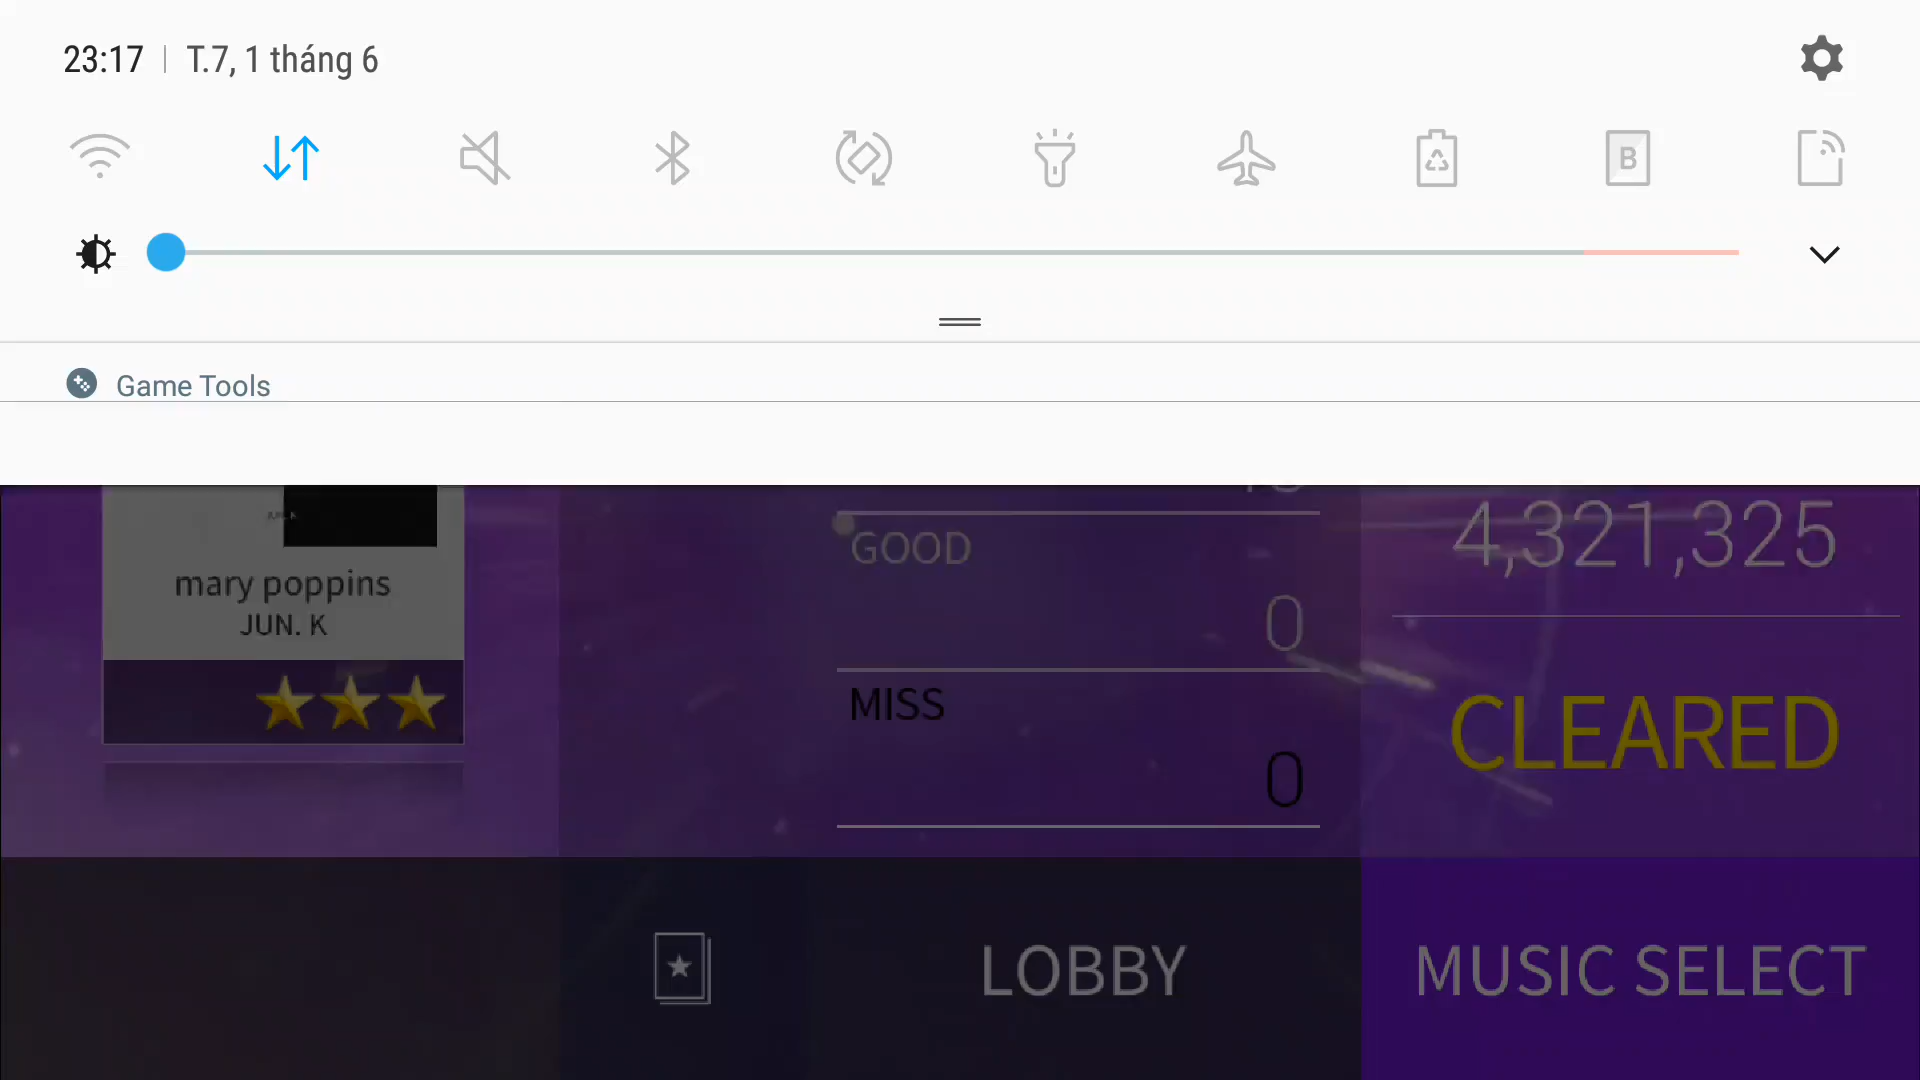 23:17 | T.7, 1 tháng 6
B
Game Tools
mary poppins
JUN. K
GOOD
0
MISS
0
4,321,325
CLEARED
LOBBY
MUSIC SELECT